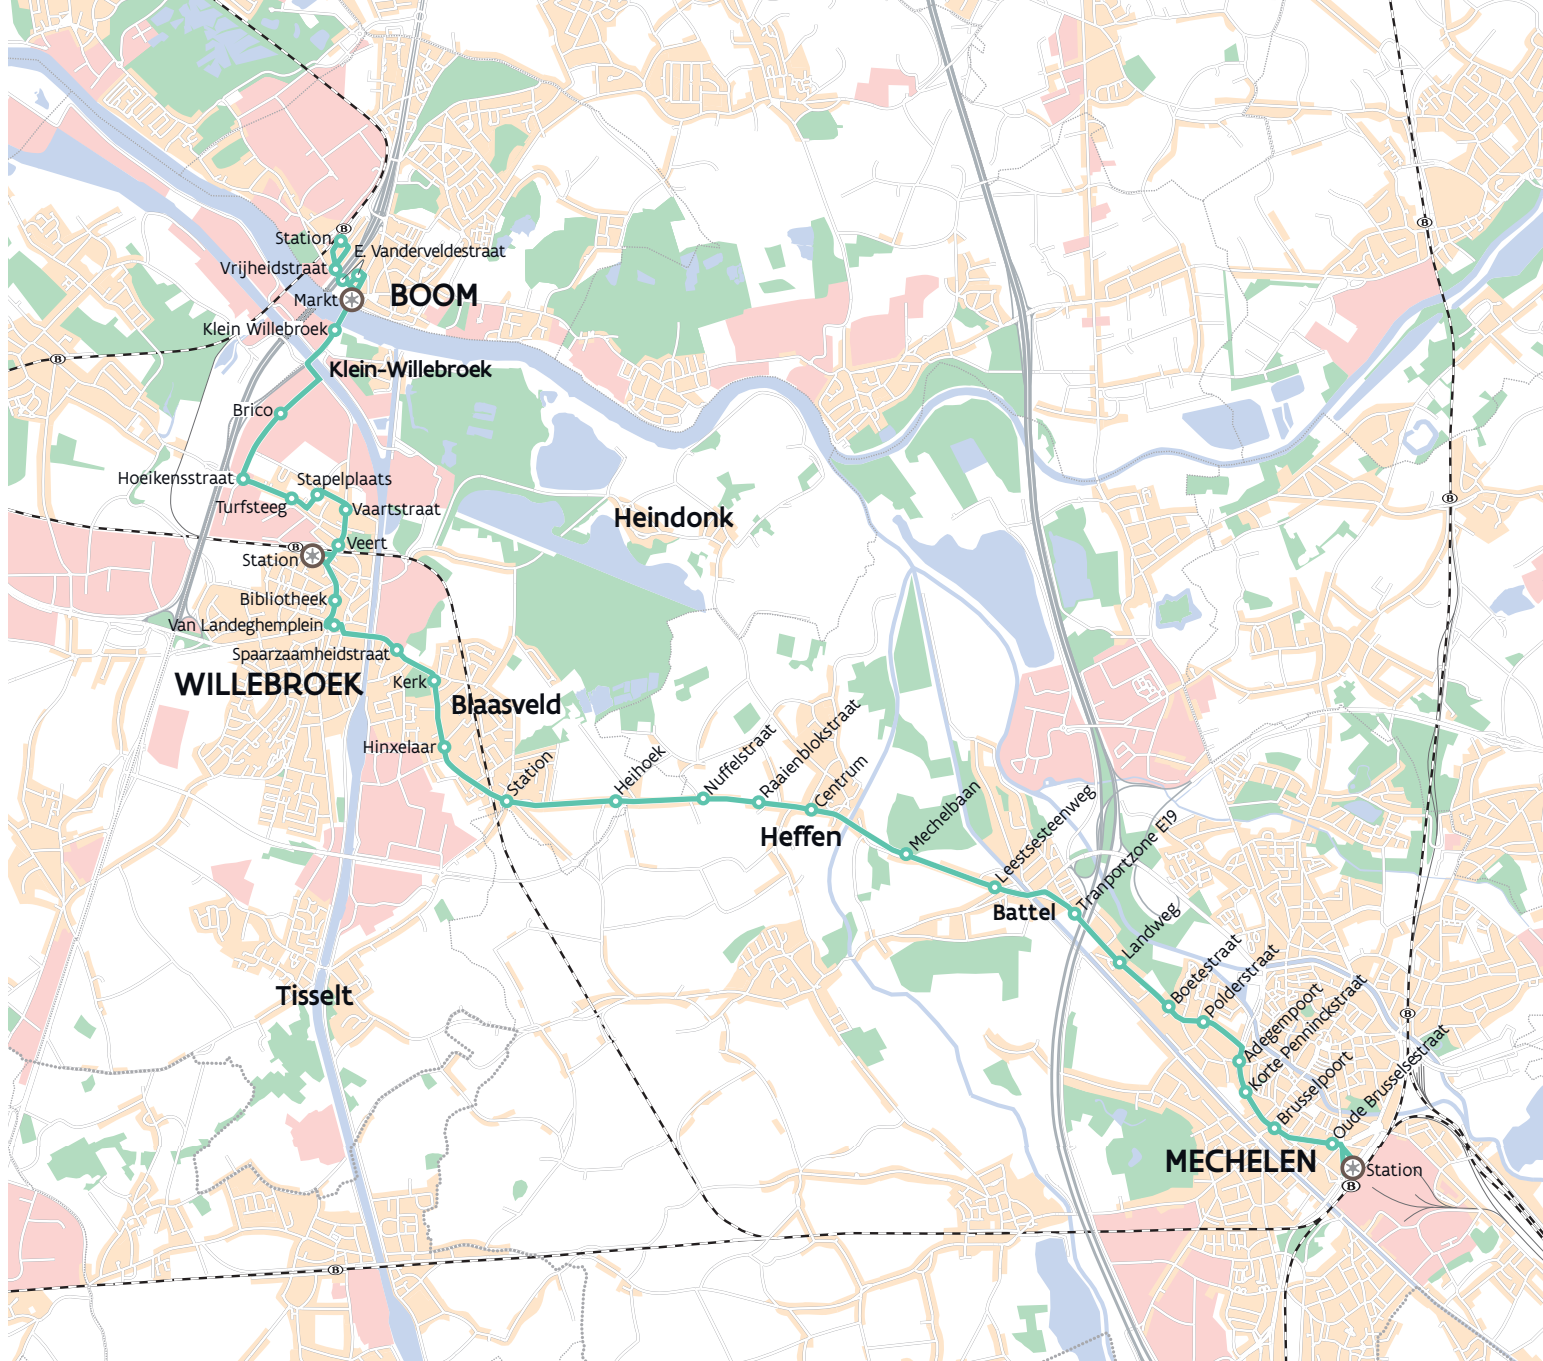 B
Station
E. Vanderveldestraat
Vrijheidstraat
Markt
BOOM
Klein Willebroek
B
B
Klein-Willebroek
Brico
Hoeikensstraat
Stapelplaats
Turfsteeg
Vaartstraat
B
Heindonk
Veert
B
Station
Bibliotheek
Van Landeghemplein
Spaarzaamheidstraat
WILLEBROEK
Kerk
Blaasveld
Hinxelaar
Station
Heihoek
Nuffelstraat
Raaienblokstraat
Centrum
Heffen
Mechelbaan
Leestsesteenweg
Battel
Tranportzone E19
Landweg
Boetestraat
Polderstraat
Tisselt
Adegempoort
Korte Penninckstraat
B
Brusselpoort
Oude Brusselsestraat
MECHELEN
Station
B
B